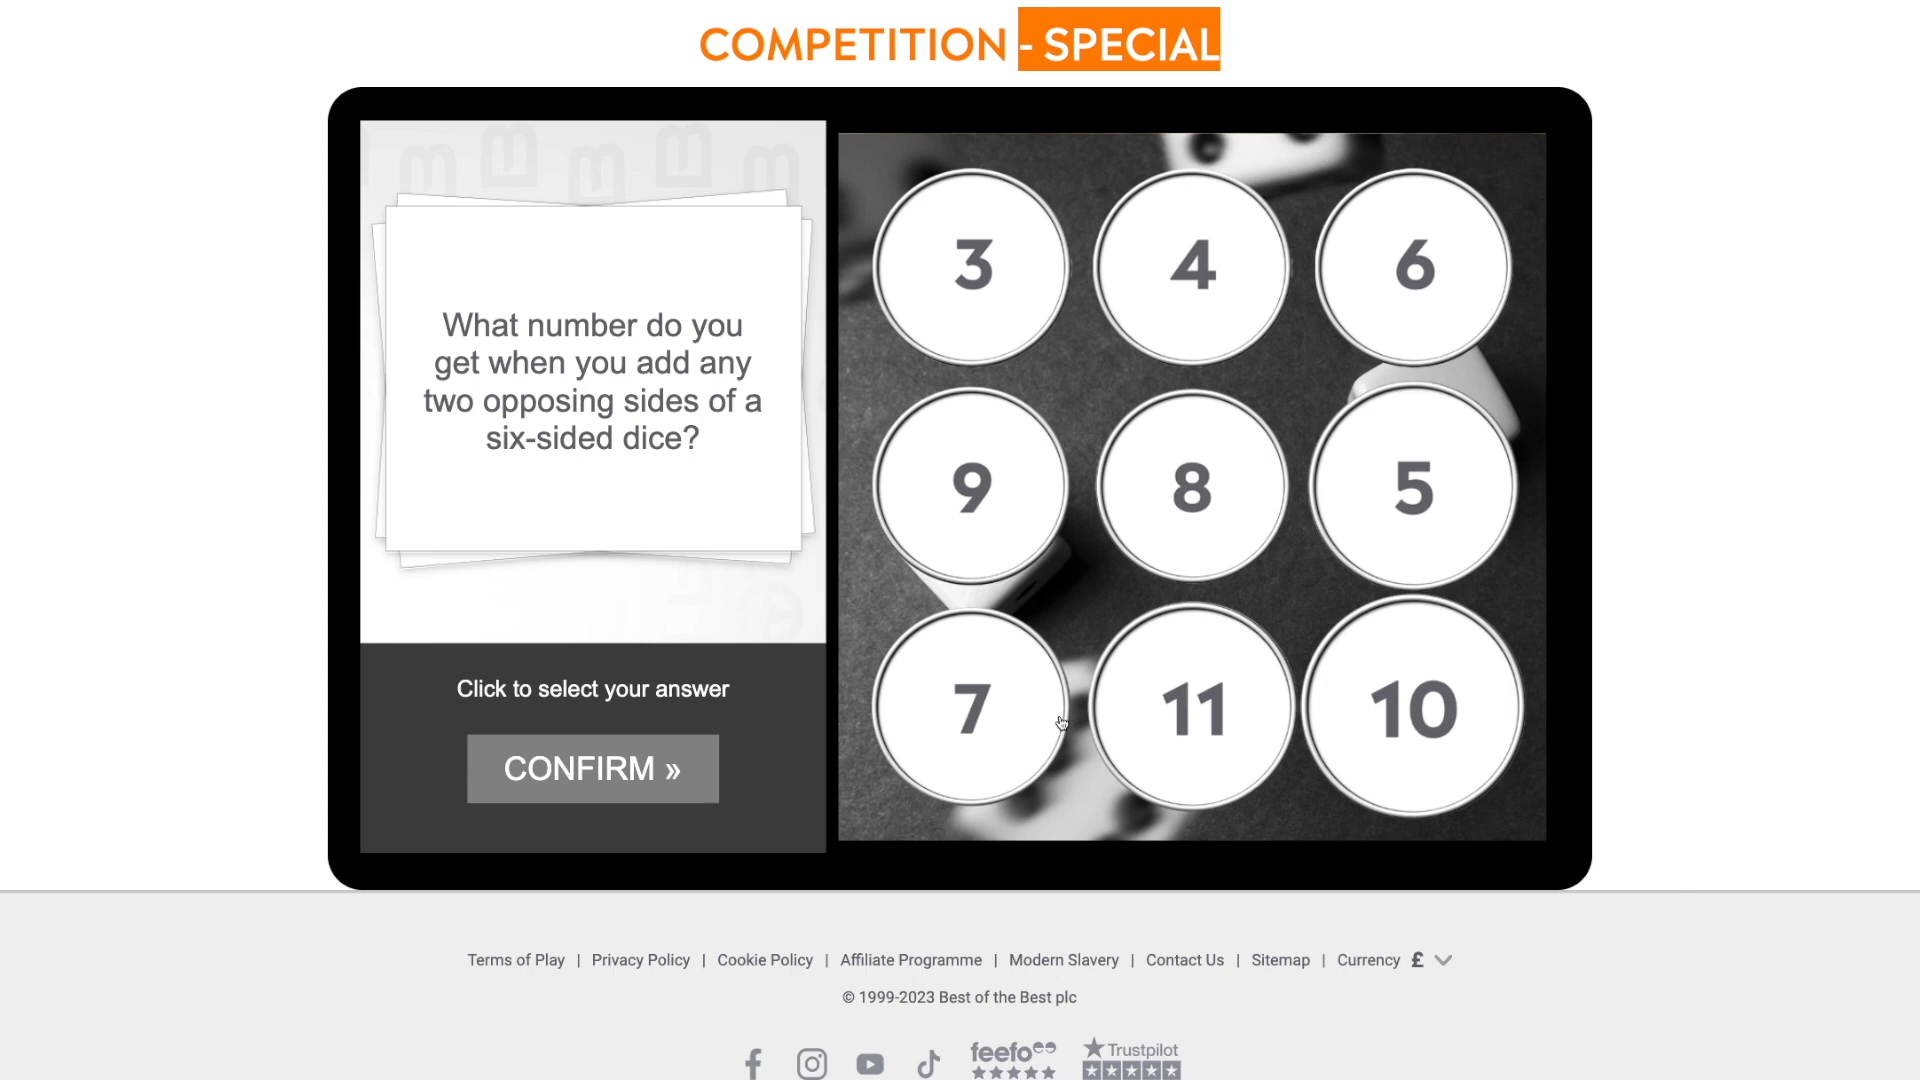 COMPETITION - SPECIAL
What number do you
get when you add any
two opposing sides of a
six-sided dice?
Click to select your answer
CONFIRM »
3 4 6
9 8 5
7 11 10
Terms of Play | Privacy Policy | Cookie Policy | Affiliate Programme | Modern Slavery | Contact Us | Sitemap | Currency £
© 1999-2023 Best of the Best plc
feefo
Trustpilot